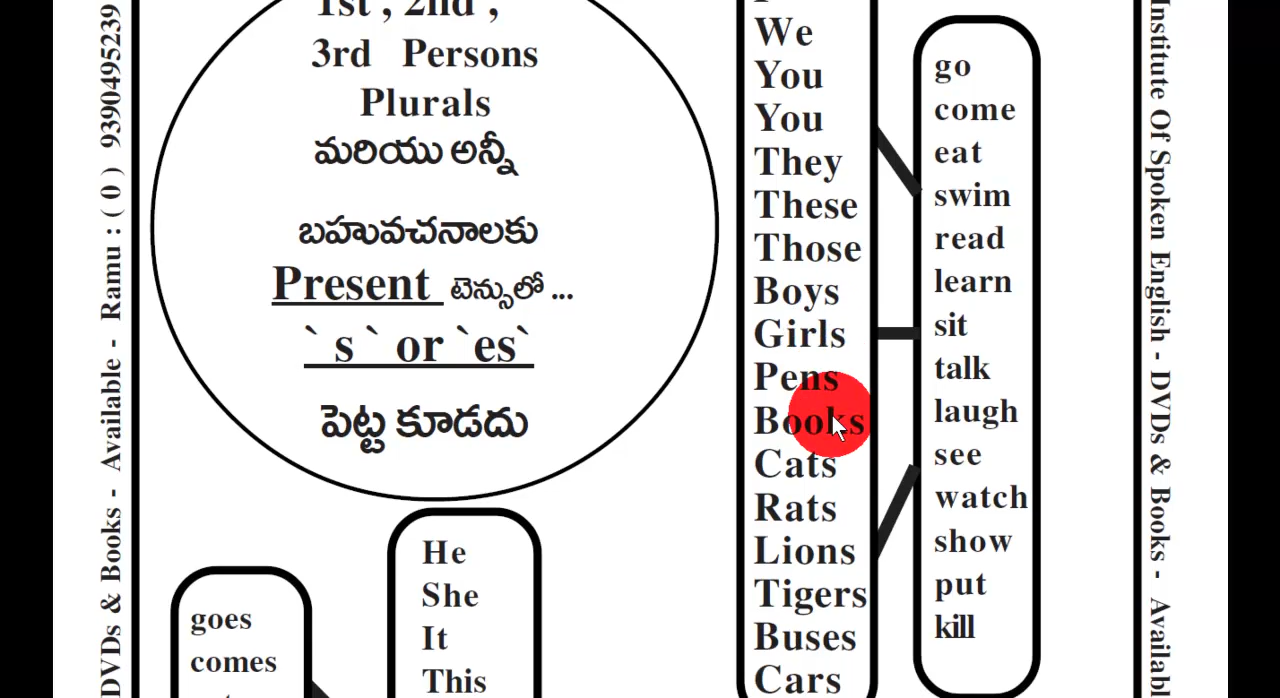 DVDs & Books - Available - Ramu : ( 0 ) 9390495239
1st , 2nd ,
3rd Persons
Plurals
మరియు అన్నీ
బహువచనాలకు
Present టెన్సులో ...
` s ` or `es`
పెట్ట కూడదు
We
You
You
They
These
Those
Boys
Girls
Pens
Books
Cats
Rats
Lions
Tigers
Buses
Cars
go
come
eat
swim
read
learn
sit
talk
laugh
see
watch
show
put
kill
He
She
It
This
goes
comes
Institute Of Spoken English - DVDs & Books - Availabl